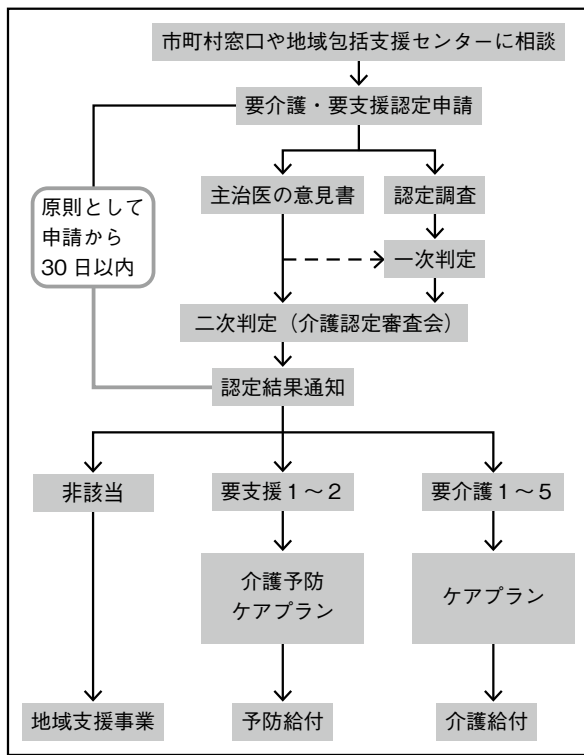 市町村窓口や地域包括支援センターに相談
要介護・要支援認定申請
主治医の意見書
認定調査
原則として
申請から
30日以内
一次判定
二次判定（介護認定審査会）
認定結果通知
非該当
要支援1～2
要介護1～5
介護予防
ケアプラン
ケアプラン
地域支援事業
予防給付
介護給付